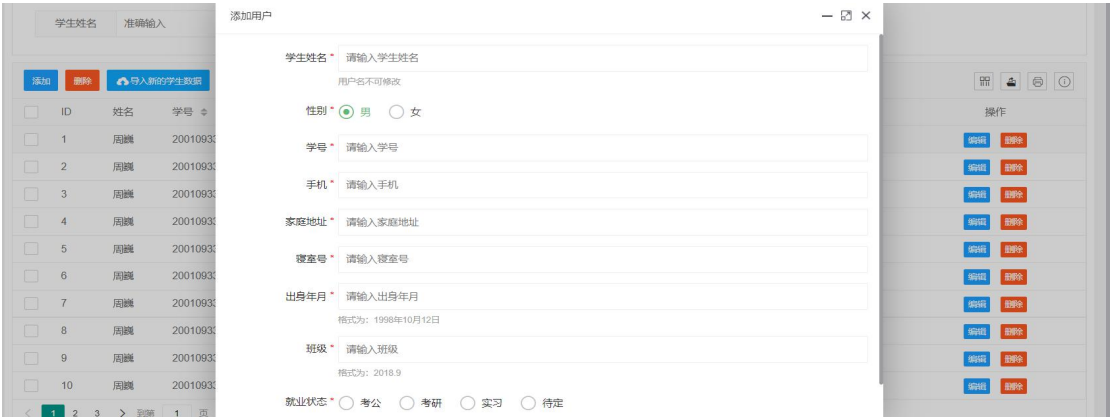 学生姓名 准确输入
添加用户
学生姓名 * 请输入学生姓名
用户名不可修改
添加 删除 导入新的学生数据
ID 姓名 学号 操作
性别 * 男 女
1 周巍 20010933 编辑 删除
学号 * 请输入学号
2 周巍 20010933 编辑 删除
手机 * 请输入手机
3 周巍 20010933 编辑 删除
家庭地址 * 请输入家庭地址
4 周巍 20010933 编辑 删除
5 周巍 20010933 编辑 删除
寝室号 * 请输入寝室号
6 周巍 20010933 编辑 删除
出身年月 * 请输入出身年月
7 周巍 20010933 编辑 删除
格式为：1998年10月12日
8 周巍 20010933 编辑 删除
班级 * 请输入班级
9 周巍 20010933 编辑 删除
格式为：2018.9
10 周巍 20010933 编辑 删除
就业状态 * 考公 考研 实习 待定
1 2 3 到第 1 页